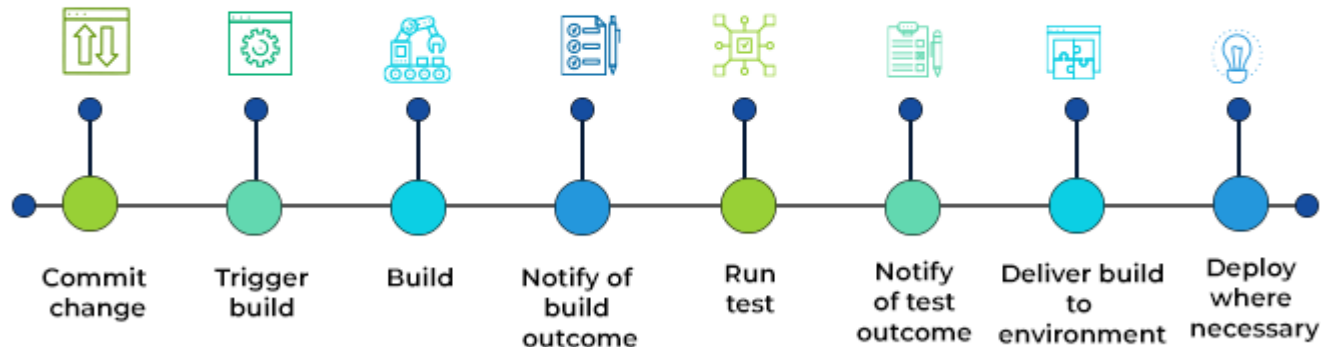 Commit
change
Trigger
build
Build
Notify of
build
outcome
Run
test
Notify
of test
outcome
Deliver build
to
environment
Deploy
where
necessary